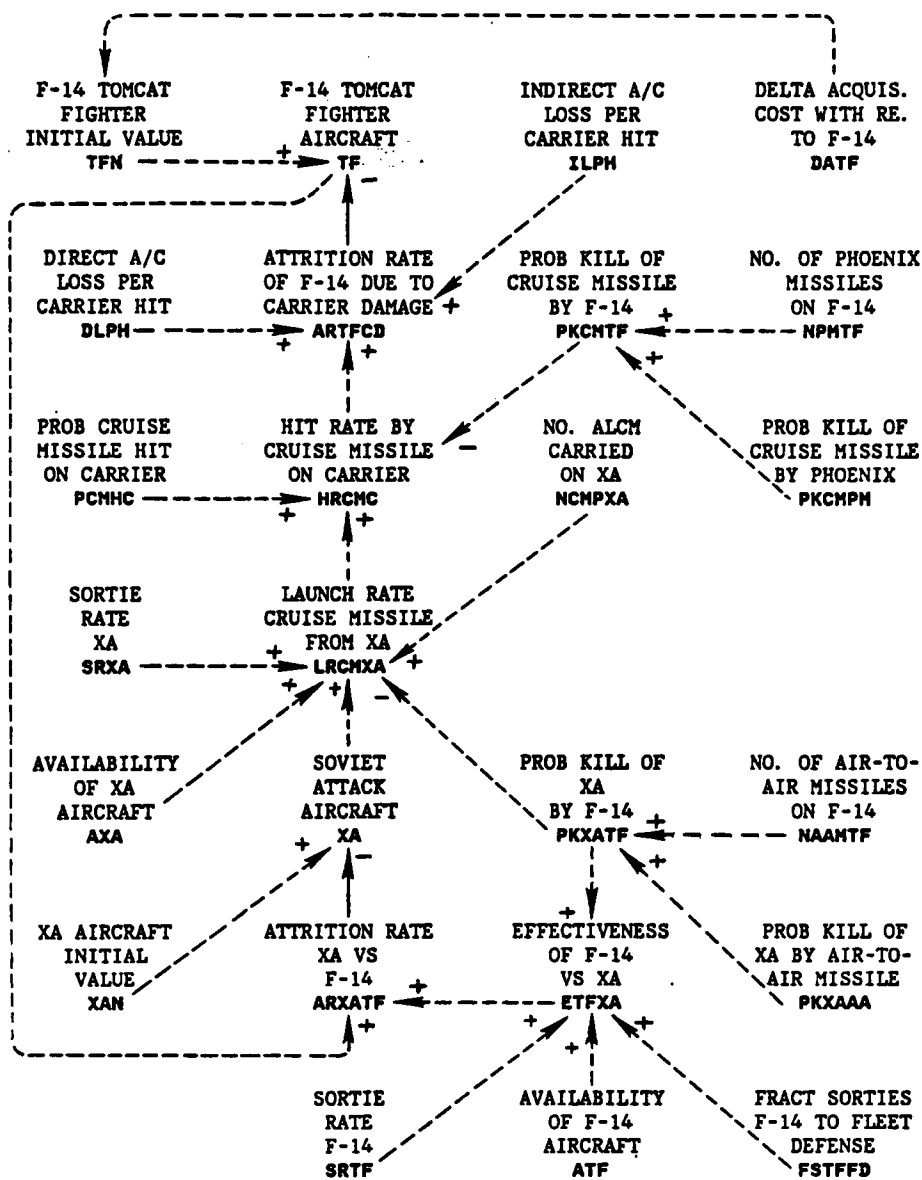 F-14 TOMCAT
FIGHTER
INITIAL VALUE
TFN
F-14 TOMCAT
FIGHTER
AIRCRAFT
TF
INDIRECT A/C
LOSS PER
CARRIER HIT
ILPH
DELTA ACQUIS.
COST WITH RE.
TO F-14
DATF
+
−
DIRECT A/C
LOSS PER
CARRIER HIT
DLPH
ATTRITION RATE
OF F-14 DUE TO
CARRIER DAMAGE
ARTFCD
+
+
+
PROB KILL OF
CRUISE MISSILE
BY F-14
PKCMTF
+
+
NO. OF PHOENIX
MISSILES
ON F-14
NPMTF
PROB CRUISE
MISSILE HIT
ON CARRIER
PCMHC
HIT RATE BY
CRUISE MISSILE
ON CARRIER
HRCMC
−
+
+
NO. ALCM
CARRIED
ON XA
NCMPXA
PROB KILL OF
CRUISE MISSILE
BY PHOENIX
PKCMPM
SORTIE
RATE
XA
SRXA
LAUNCH RATE
CRUISE MISSILE
FROM XA
LRCMXA
+
+
+
+
−
AVAILABILITY
OF XA
AIRCRAFT
AXA
SOVIET
ATTACK
AIRCRAFT
XA
+
−
PROB KILL OF
XA
BY F-14
PKXATF
+
+
NO. OF AIR-TO-
AIR MISSILES
ON F-14
NAAMTF
XA AIRCRAFT
INITIAL
VALUE
XAN
ATTRITION RATE
XA VS
F-14
ARXATF
+
+
+
EFFECTIVENESS
OF F-14
VS XA
ETFXA
+
+
+
PROB KILL OF
XA BY AIR-TO-
AIR MISSILE
PKXAAA
SORTIE
RATE
F-14
SRTF
AVAILABILITY
OF F-14
AIRCRAFT
ATF
FRACT SORTIES
F-14 TO FLEET
DEFENSE
FSTFFD